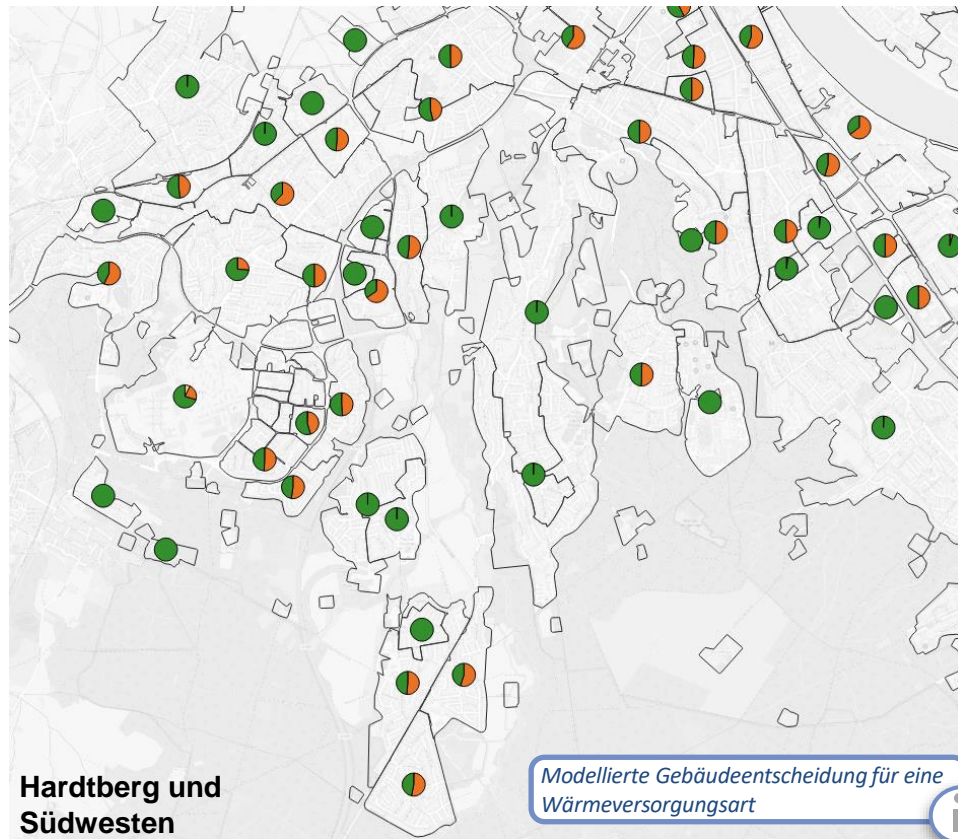 Hardtberg und
Südwesten
Modellierte Gebäudeentscheidung für eine
Wärmeversorgungsart
i